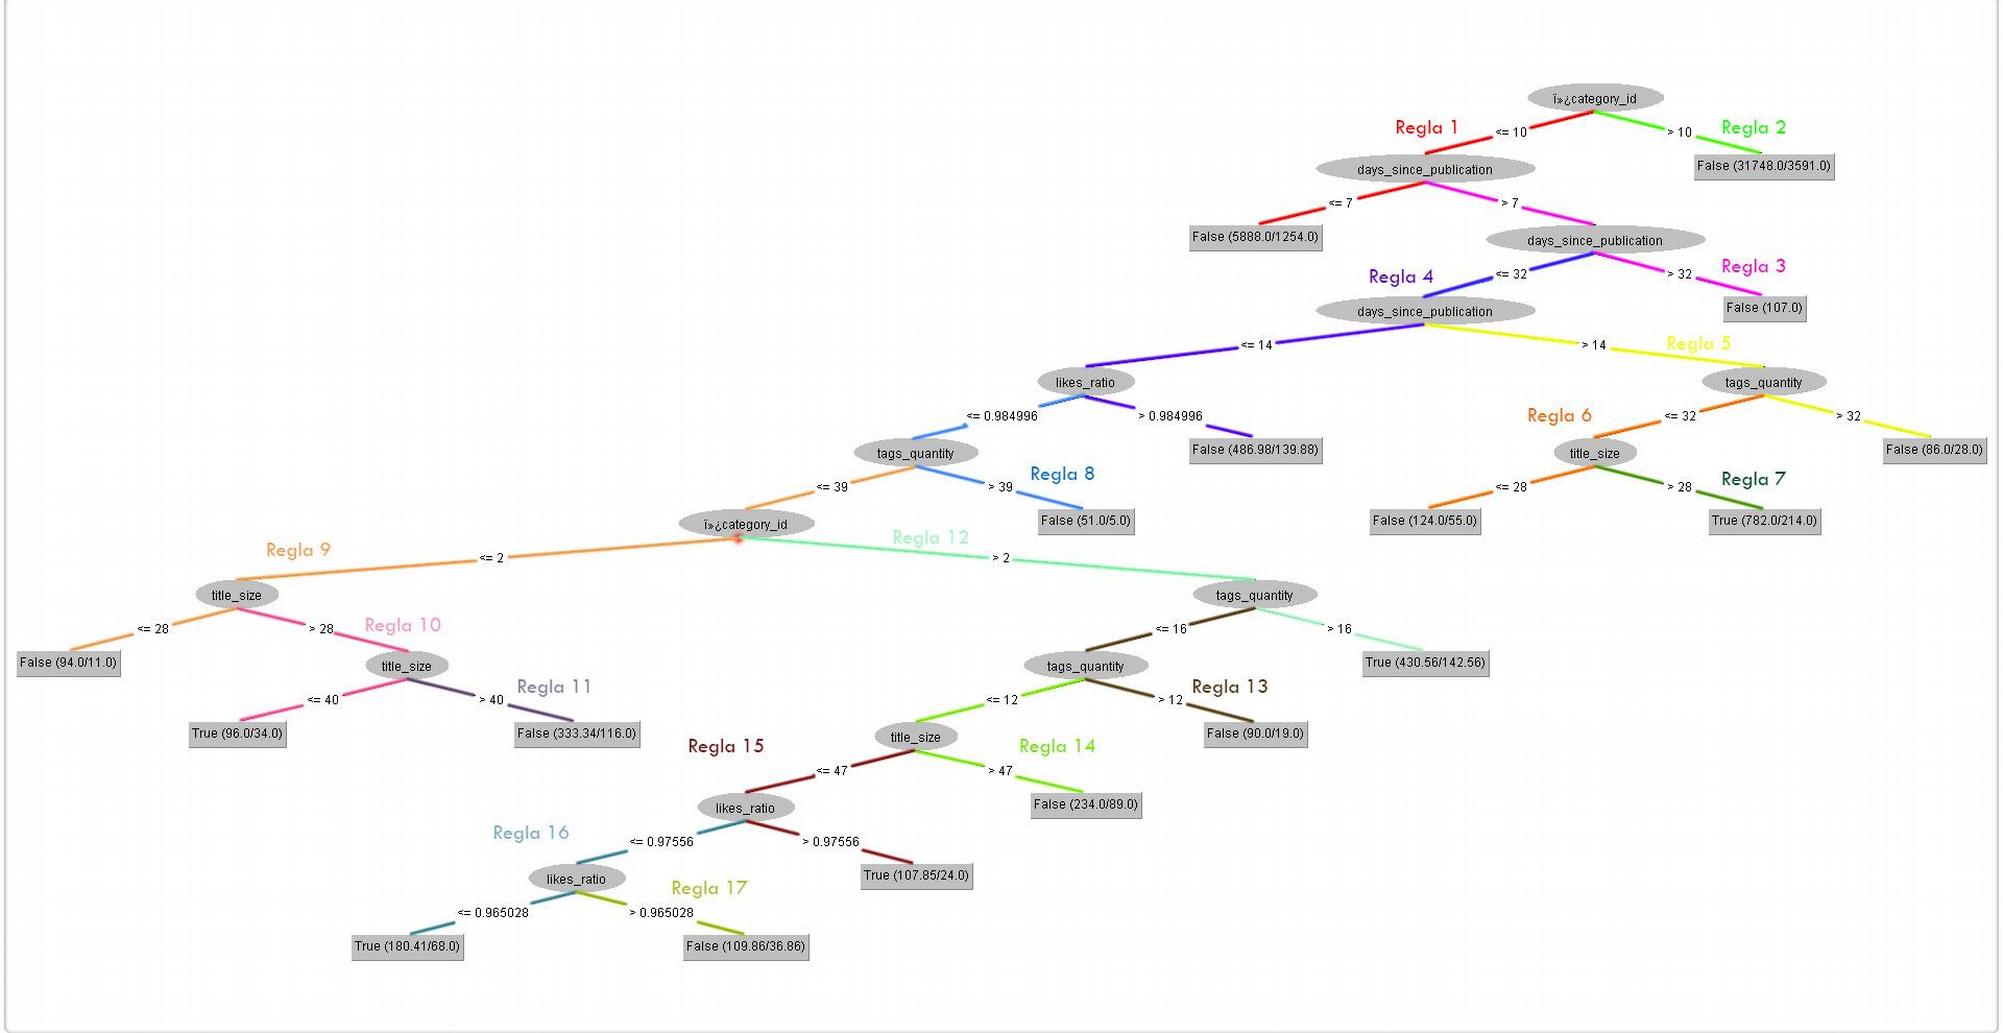 ï»¿category_id
Regla 1
<= 10
> 10
Regla 2
days_since_publication
False (31748.0/3591.0)
<= 7
> 7
False (5888.0/1254.0)
days_since_publication
Regla 4
<= 32
> 32
Regla 3
days_since_publication
False (107.0)
<= 14
> 14
Regla 5
likes_ratio
tags_quantity
<= 0.984996
> 0.984996
Regla 6
<= 32
> 32
tags_quantity
False (486.98/139.88)
title_size
False (86.0/28.0)
<= 39
> 39
Regla 8
<= 28
> 28
Regla 7
ï»¿category_id
False (51.0/5.0)
False (124.0/55.0)
True (782.0/214.0)
Regla 9
<= 2
Regla 12
> 2
title_size
tags_quantity
<= 28
> 28
Regla 10
<= 16
> 16
False (94.0/11.0)
title_size
tags_quantity
True (430.56/142.56)
<= 40
> 40
Regla 11
<= 12
> 12
Regla 13
True (96.0/34.0)
False (333.34/116.0)
title_size
False (90.0/19.0)
Regla 15
<= 47
> 47
Regla 14
likes_ratio
False (234.0/89.0)
Regla 16
<= 0.97556
> 0.97556
likes_ratio
True (107.85/24.0)
<= 0.965028
> 0.965028
Regla 17
True (180.41/68.0)
False (109.86/36.86)